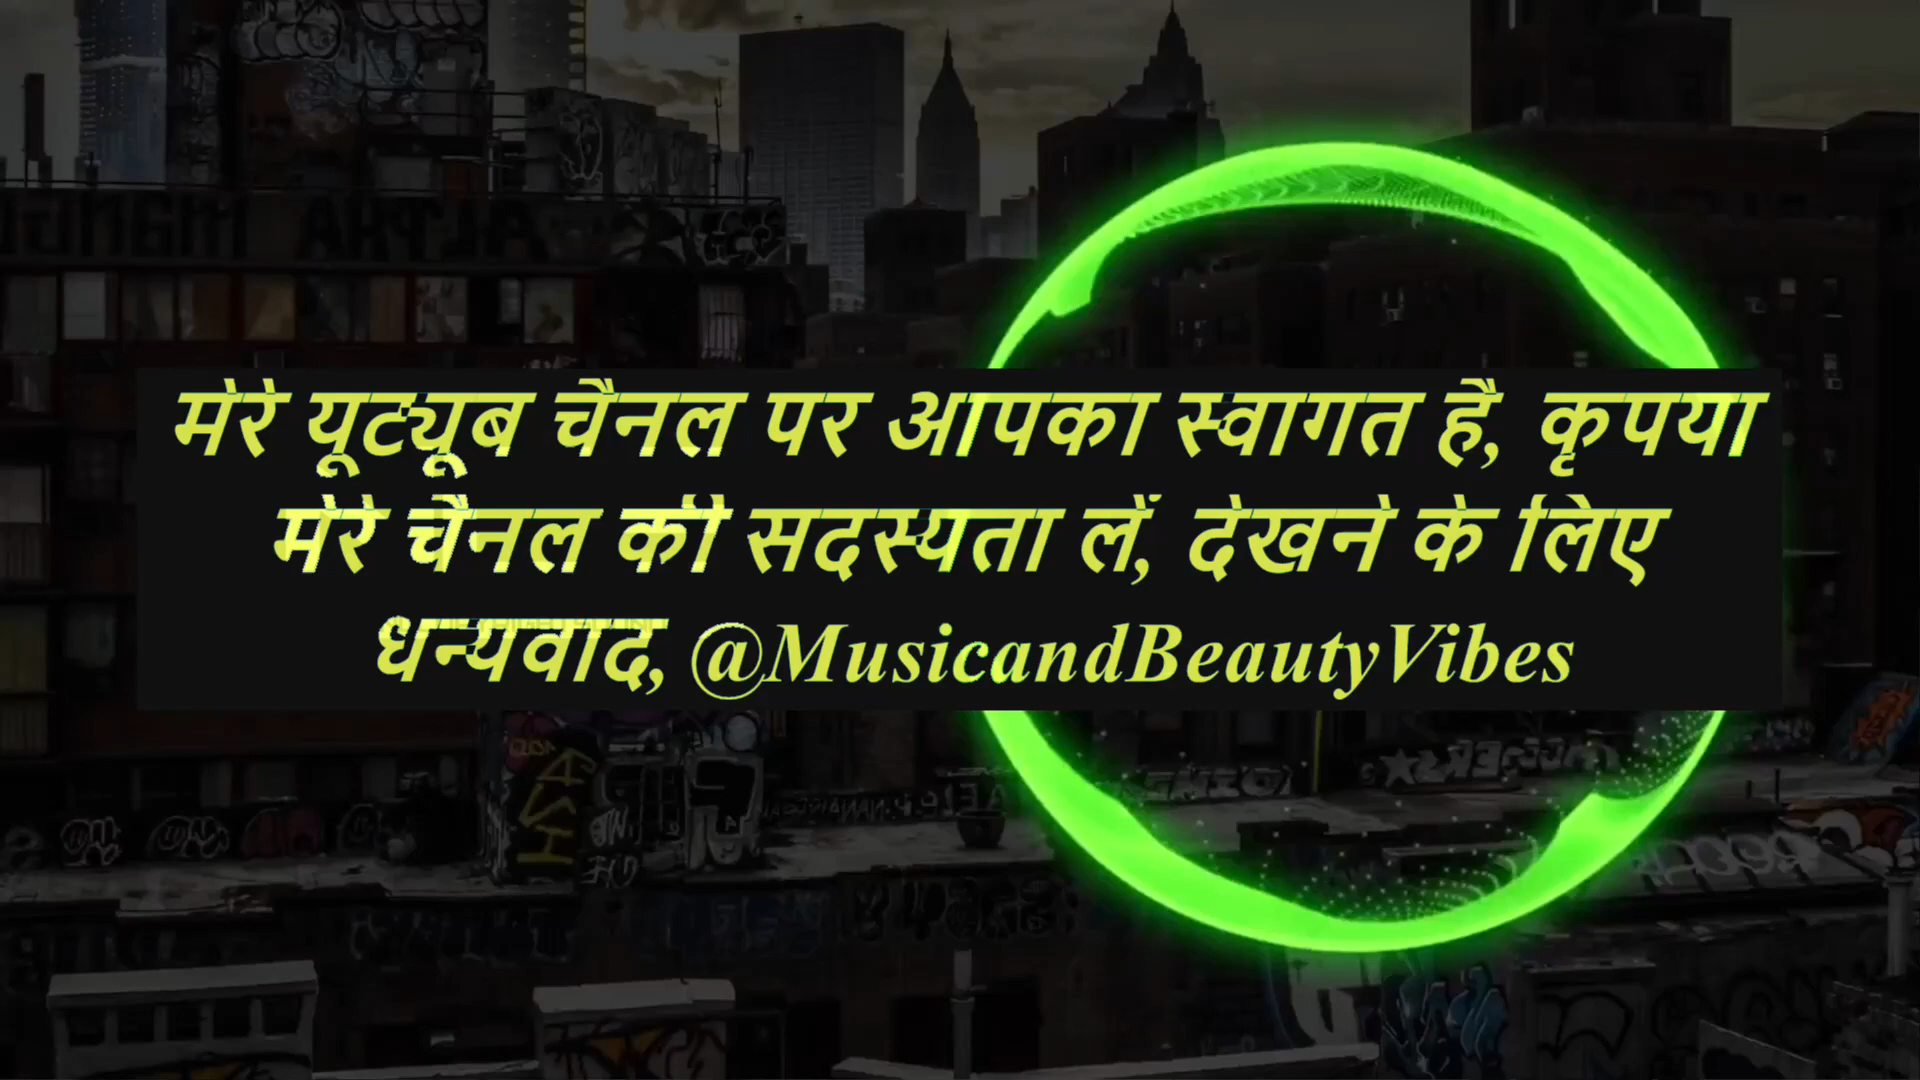 मेरे यूट्यूब चैनल पर आपका स्वागत है, कृपया
मेरे चैनल की सदस्यता लें, देखने के लिए
धन्यवाद, @MusicandBeautyVibes